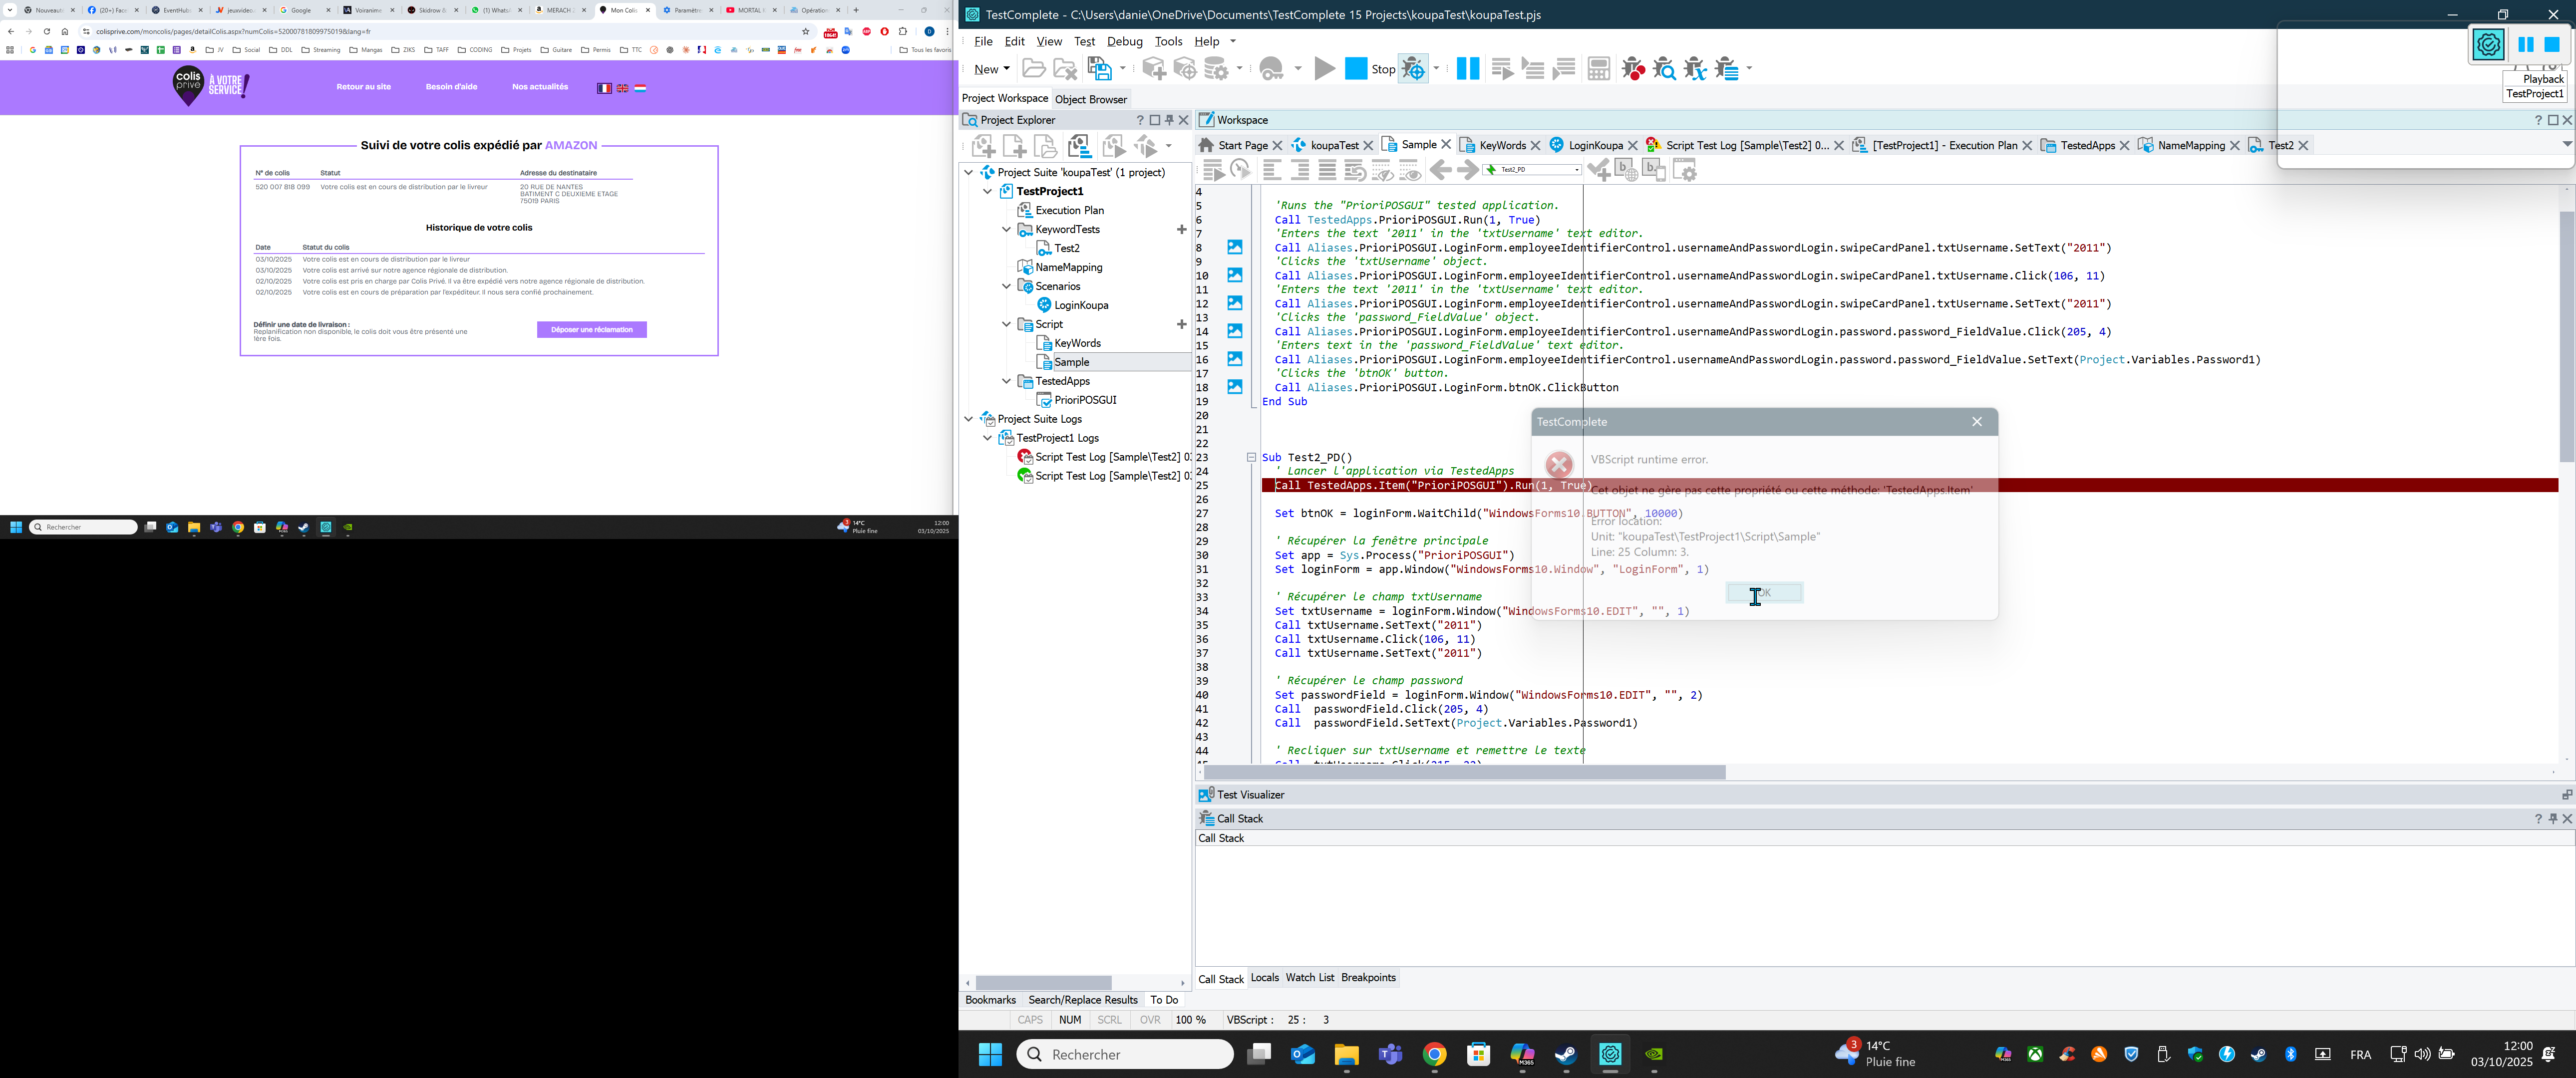 Nouveaut
(20+) Fac
EventHub
jeuxvideo
Google
Voiranime
Skidrow &
(1) WhatsA
MERACH
Mon Colis
Paramètre
MORTAL K
Opération
colisprive.com/moncolis/pages/detailColis.aspx?numColis=52000781809975019&lang=fr
JV
Social
DDL
Streaming
Mangas
ZIKS
TAFF
CODING
Projets
Guitare
Permis
TTC
Tous les favoris
colis privé
À VOTRE SERVICE!
Retour au site
Besoin d'aide
Nos actualités
Suivi de votre colis expédié par AMAZON
N° de colis Statut Adresse du destinataire
520 007 818 099 Votre colis est en cours de distribution par le livreur 20 RUE DE NANTES
BATIMENT C DEUXIEME ETAGE
75019 PARIS
Historique de votre colis
Date Statut du colis
03/10/2025 Votre colis est en cours de distribution par le livreur
03/10/2025 Votre colis est arrivé sur notre agence régionale de distribution.
02/10/2025 Votre colis est pris en charge par Colis Privé. Il va être expédié vers notre agence régionale de distribution.
02/10/2025 Votre colis est en cours de préparation par l'expéditeur. Il nous sera confié prochainement.
Définir une date de livraison :
Replanification non disponible, le colis doit vous être présenté une
1ère fois.
Déposer une réclamation
Rechercher
3
14°C
Pluie fine
12:00
03/10/2025
TestComplete - C:\Users\danie\OneDrive\Documents\TestComplete 15 Projects\koupaTest\koupaTest.pjs
File Edit View Test Debug Tools Help
New
Stop
Playback
TestProject1
Project Workspace
Object Browser
Project Explorer
Project Suite 'koupaTest' (1 project)
TestProject1
Execution Plan
KeywordTests
Test2
NameMapping
Scenarios
LoginKoupa
Script
KeyWords
Sample
TestedApps
PrioriPOSGUI
Project Suite Logs
TestProject1 Logs
Script Test Log [Sample\Test2] 0
Script Test Log [Sample\Test2] 0
Workspace
Start Page
koupaTest
Sample
KeyWords
LoginKoupa
Script Test Log [Sample\Test2] 0...
[TestProject1] - Execution Plan
TestedApps
NameMapping
Test2
Test2_PD
4
5 'Runs the "PrioriPOSGUI" tested application.
6 Call TestedApps.PrioriPOSGUI.Run(1, True)
7 'Enters the text '2011' in the 'txtUsername' text editor.
8 Call Aliases.PrioriPOSGUI.LoginForm.employeeIdentifierControl.usernameAndPasswordLogin.swipeCardPanel.txtUsername.SetText("2011")
9 'Clicks the 'txtUsername' object.
10 Call Aliases.PrioriPOSGUI.LoginForm.employeeIdentifierControl.usernameAndPasswordLogin.swipeCardPanel.txtUsername.Click(106, 11)
11 'Enters the text '2011' in the 'txtUsername' text editor.
12 Call Aliases.PrioriPOSGUI.LoginForm.employeeIdentifierControl.usernameAndPasswordLogin.swipeCardPanel.txtUsername.SetText("2011")
13 'Clicks the 'password_FieldValue' object.
14 Call Aliases.PrioriPOSGUI.LoginForm.employeeIdentifierControl.usernameAndPasswordLogin.password.password_FieldValue.Click(205, 4)
15 'Enters text in the 'password_FieldValue' text editor.
16 Call Aliases.PrioriPOSGUI.LoginForm.employeeIdentifierControl.usernameAndPasswordLogin.password.password_FieldValue.SetText(Project.Variables.Password1)
17 'Clicks the 'btnOK' button.
18 Call Aliases.PrioriPOSGUI.LoginForm.btnOK.ClickButton
19 End Sub
20
21
22
23 Sub Test2_PD()
24 ' Lancer l'application via TestedApps
25 Call TestedApps.Item("PrioriPOSGUI").Run(1, True)
26
27 Set btnOK = loginForm.WaitChild("WindowsForms10.BUTTON", 10000)
28
29 ' Récupérer la fenêtre principale
30 Set app = Sys.Process("PrioriPOSGUI")
31 Set loginForm = app.Window("WindowsForms10.Window", "LoginForm", 1)
32
33 ' Récupérer le champ txtUsername
34 Set txtUsername = loginForm.Window("WindowsForms10.EDIT", "", 1)
35 Call txtUsername.SetText("2011")
36 Call txtUsername.Click(106, 11)
37 Call txtUsername.SetText("2011")
38
39 ' Récupérer le champ password
40 Set passwordField = loginForm.Window("WindowsForms10.EDIT", "", 2)
41 Call passwordField.Click(205, 4)
42 Call passwordField.SetText(Project.Variables.Password1)
43
44 ' Recliquer sur txtUsername et remettre le texte
TestComplete
VBScript runtime error.
Cet objet ne gère pas cette propriété ou cette méthode: 'TestedApps.Item'
Error location:
Unit: "koupaTest\TestProject1\Script\Sample"
Line: 25 Column: 3.
OK
Test Visualizer
Call Stack
Call Stack
Call Stack Locals Watch List Breakpoints
Bookmarks Search/Replace Results To Do
CAPS NUM SCRL OVR 100 % VBScript : 25 : 3
Rechercher
3
14°C
Pluie fine
FRA
12:00
03/10/2025